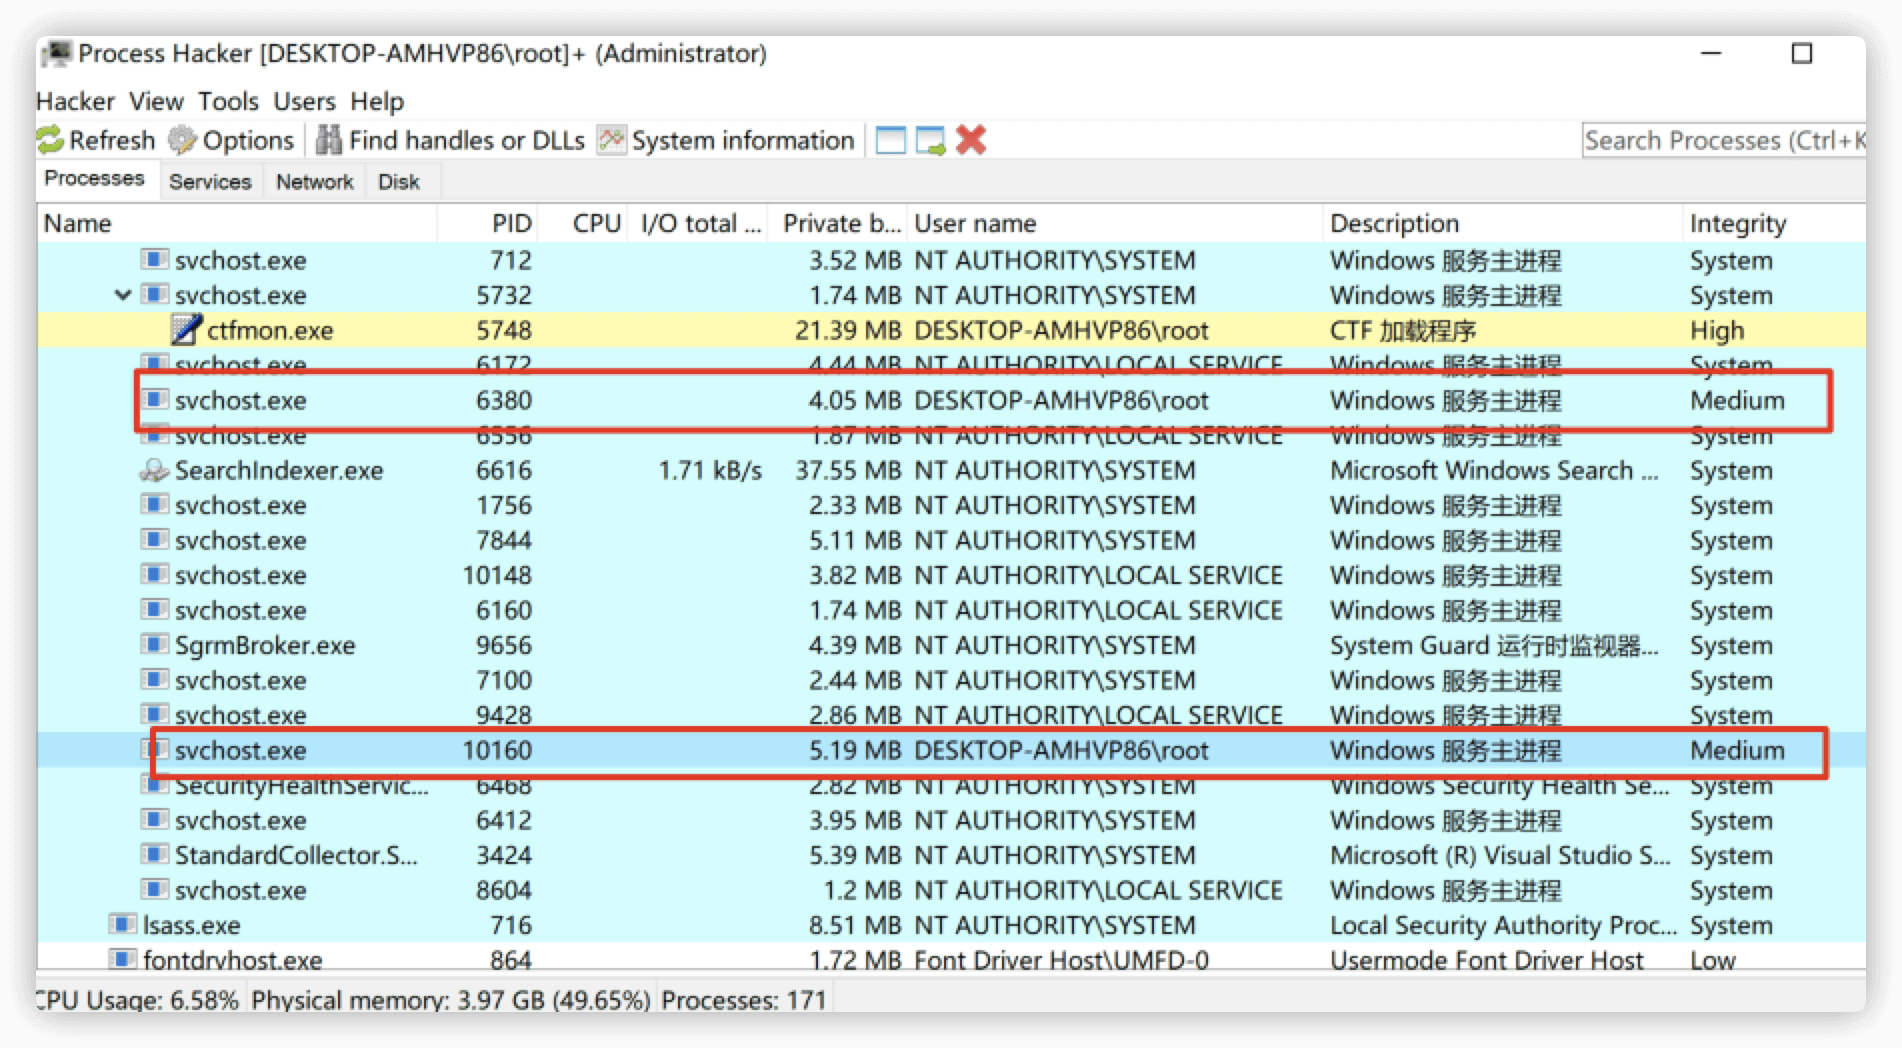 Process Hacker [DESKTOP-AMHVP86\root]+ (Administrator)
Hacker View Tools Users Help
Refresh Options Find handles or DLLs System information Search Processes (Ctrl+K
Processes Services Network Disk
Name PID CPU I/O total ... Private b... User name Description Integrity
svchost.exe 712 3.52 MB NT AUTHORITY\SYSTEM Windows 服务主进程 System
svchost.exe 5732 1.74 MB NT AUTHORITY\SYSTEM Windows 服务主进程 System
ctfmon.exe 5748 21.39 MB DESKTOP-AMHVP86\root CTF 加载程序 High
svchost.exe 6172 4.44 MB NT AUTHORITY\LOCAL SERVICE Windows 服务主进程 System
svchost.exe 6380 4.05 MB DESKTOP-AMHVP86\root Windows 服务主进程 Medium
svchost.exe 6556 1.87 MB NT AUTHORITY\LOCAL SERVICE Windows 服务主进程 System
SearchIndexer.exe 6616 1.71 kB/s 37.55 MB NT AUTHORITY\SYSTEM Microsoft Windows Search ... System
svchost.exe 1756 2.33 MB NT AUTHORITY\SYSTEM Windows 服务主进程 System
svchost.exe 7844 5.11 MB NT AUTHORITY\SYSTEM Windows 服务主进程 System
svchost.exe 10148 3.82 MB NT AUTHORITY\LOCAL SERVICE Windows 服务主进程 System
svchost.exe 6160 1.74 MB NT AUTHORITY\LOCAL SERVICE Windows 服务主进程 System
SgrmBroker.exe 9656 4.39 MB NT AUTHORITY\SYSTEM System Guard 运行时监视器... System
svchost.exe 7100 2.44 MB NT AUTHORITY\SYSTEM Windows 服务主进程 System
svchost.exe 9428 2.86 MB NT AUTHORITY\LOCAL SERVICE Windows 服务主进程 System
svchost.exe 10160 5.19 MB DESKTOP-AMHVP86\root Windows 服务主进程 Medium
SecurityHealthServic... 6468 2.82 MB NT AUTHORITY\SYSTEM Windows Security Health Se... System
svchost.exe 6412 3.95 MB NT AUTHORITY\SYSTEM Windows 服务主进程 System
StandardCollector.S... 3424 5.39 MB NT AUTHORITY\SYSTEM Microsoft (R) Visual Studio S... System
svchost.exe 8604 1.2 MB NT AUTHORITY\LOCAL SERVICE Windows 服务主进程 System
lsass.exe 716 8.51 MB NT AUTHORITY\SYSTEM Local Security Authority Proc... System
fontdrvhost.exe 864 1.72 MB Font Driver Host\UMFD-0 Usermode Font Driver Host Low
CPU Usage: 6.58% Physical memory: 3.97 GB (49.65%) Processes: 171